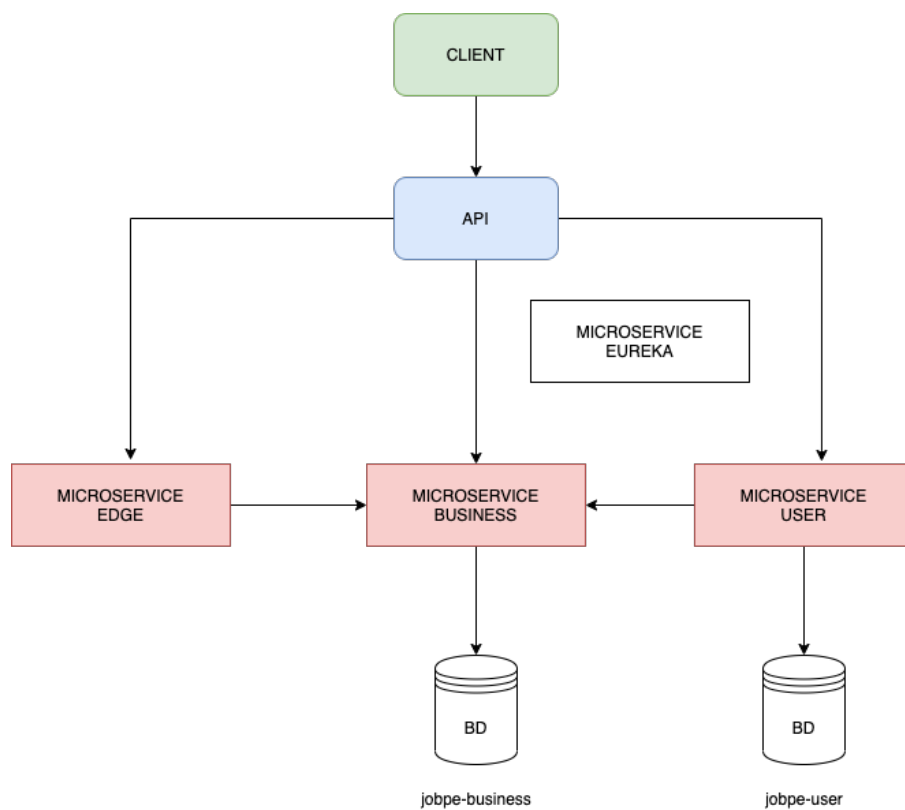 CLIENT
API
MICROSERVICE
EUREKA
MICROSERVICE
EDGE
MICROSERVICE
BUSINESS
MICROSERVICE
USER
BD
BD
jobpe-business
jobpe-user